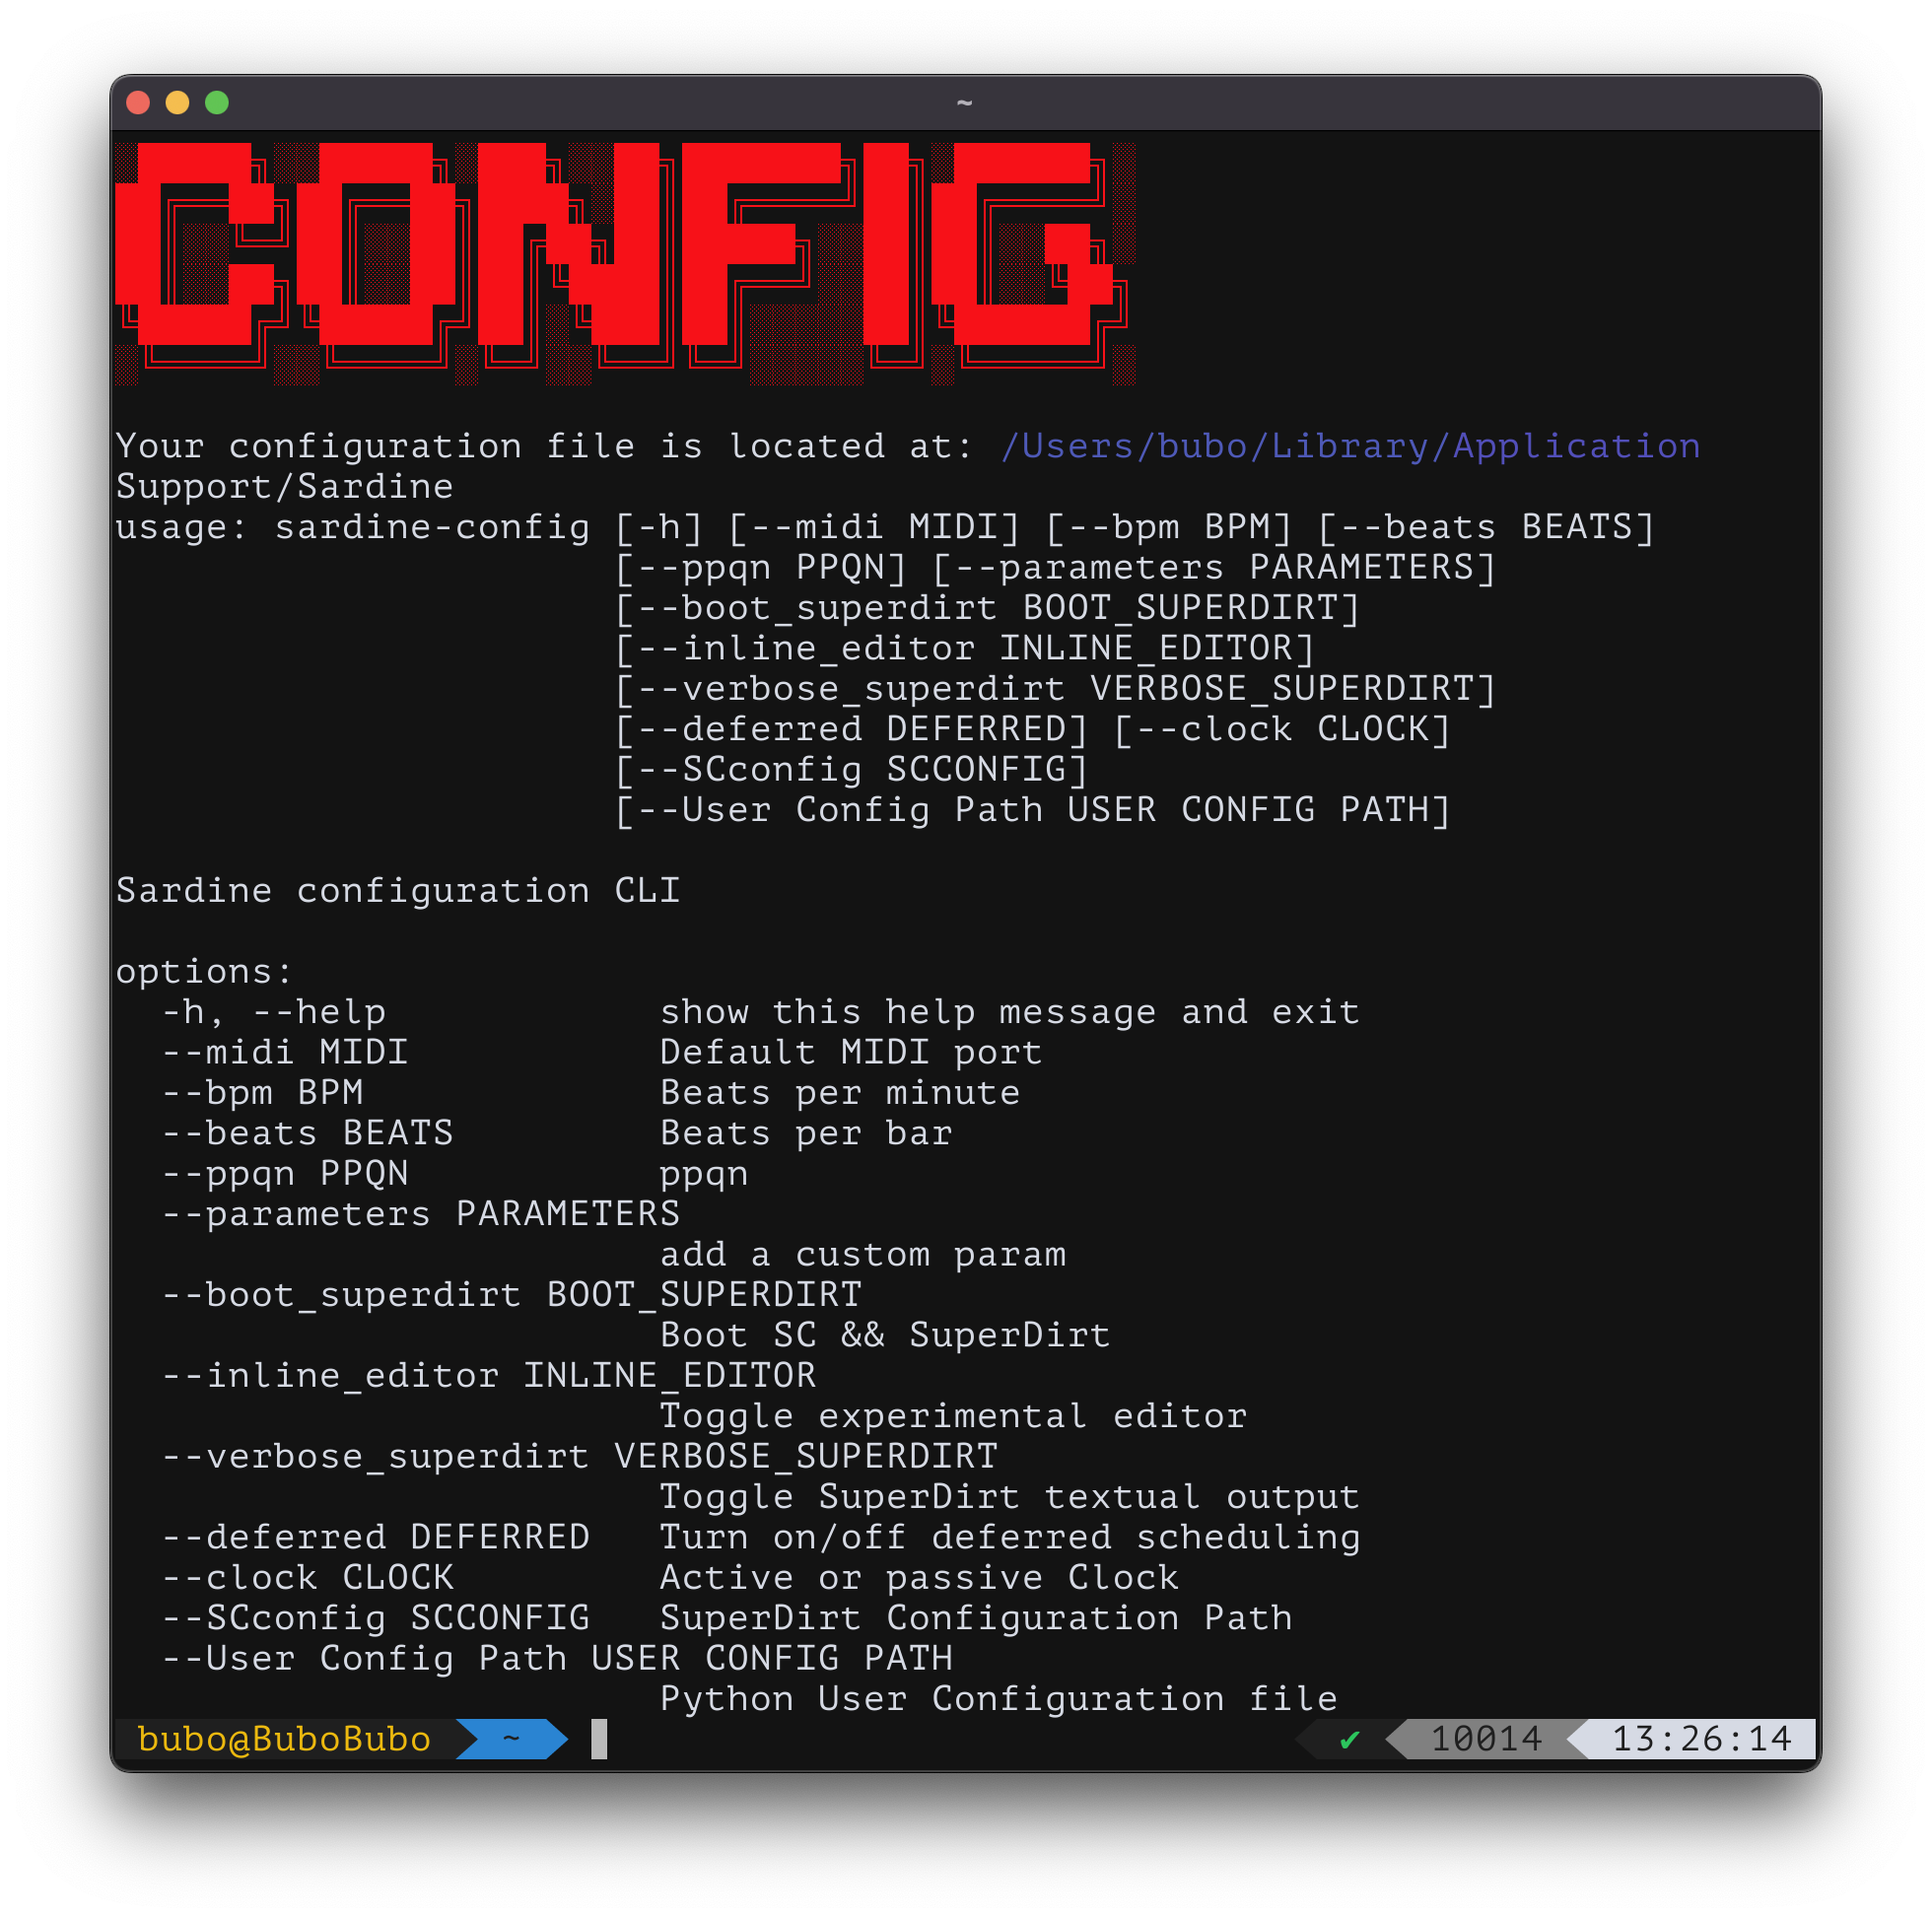 ~
CONFIG
Your configuration file is located at: /Users/bubo/Library/Application
Support/Sardine
usage: sardine-config [-h] [--midi MIDI] [--bpm BPM] [--beats BEATS]
                      [--ppqn PPQN] [--parameters PARAMETERS]
                      [--boot_superdirt BOOT_SUPERDIRT]
                      [--inline_editor INLINE_EDITOR]
                      [--verbose_superdirt VERBOSE_SUPERDIRT]
                      [--deferred DEFERRED] [--clock CLOCK]
                      [--SCconfig SCCONFIG]
                      [--User Config Path USER CONFIG PATH]

Sardine configuration CLI

options:
  -h, --help            show this help message and exit
  --midi MIDI           Default MIDI port
  --bpm BPM             Beats per minute
  --beats BEATS         Beats per bar
  --ppqn PPQN           ppqn
  --parameters PARAMETERS
                        add a custom param
  --boot_superdirt BOOT_SUPERDIRT
                        Boot SC && SuperDirt
  --inline_editor INLINE_EDITOR
                        Toggle experimental editor
  --verbose_superdirt VERBOSE_SUPERDIRT
                        Toggle SuperDirt textual output
  --deferred DEFERRED   Turn on/off deferred scheduling
  --clock CLOCK         Active or passive Clock
  --SCconfig SCCONFIG   SuperDirt Configuration Path
  --User Config Path USER CONFIG PATH
                        Python User Configuration file
bubo@BuboBubo ~ ✔ 10014 13:26:14